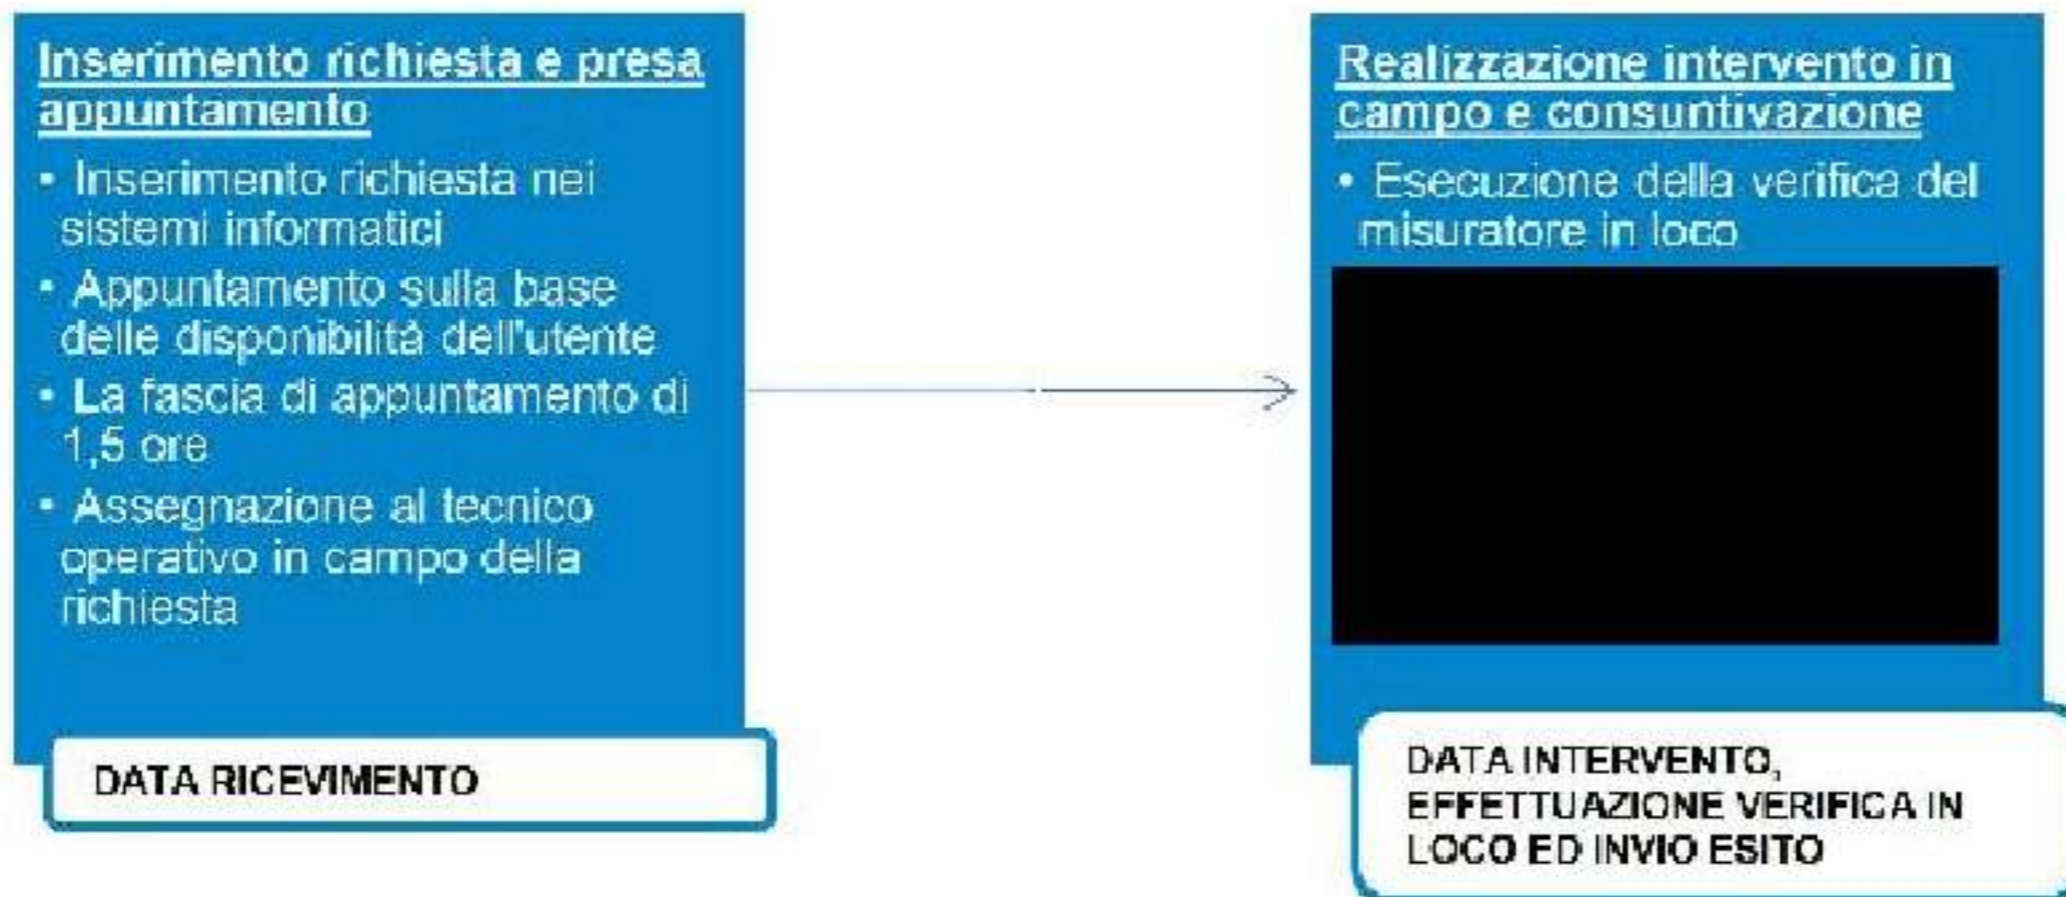 Inserimento richiesta e presa
appuntamento
• Inserimento richiesta nei
sistemi informatici
• Appuntamento sulla base
delle disponibilità dell'utente
• La fascia di appuntamento di
1,5 ore
• Assegnazione al tecnico
operativo in campo della
richiesta
DATA RICEVIMENTO
Realizzazione intervento in
campo e consuntivazione
• Esecuzione della verifica del
misuratore in loco
DATA INTERVENTO,
EFFETTUAZIONE VERIFICA IN
LOCO ED INVIO ESITO